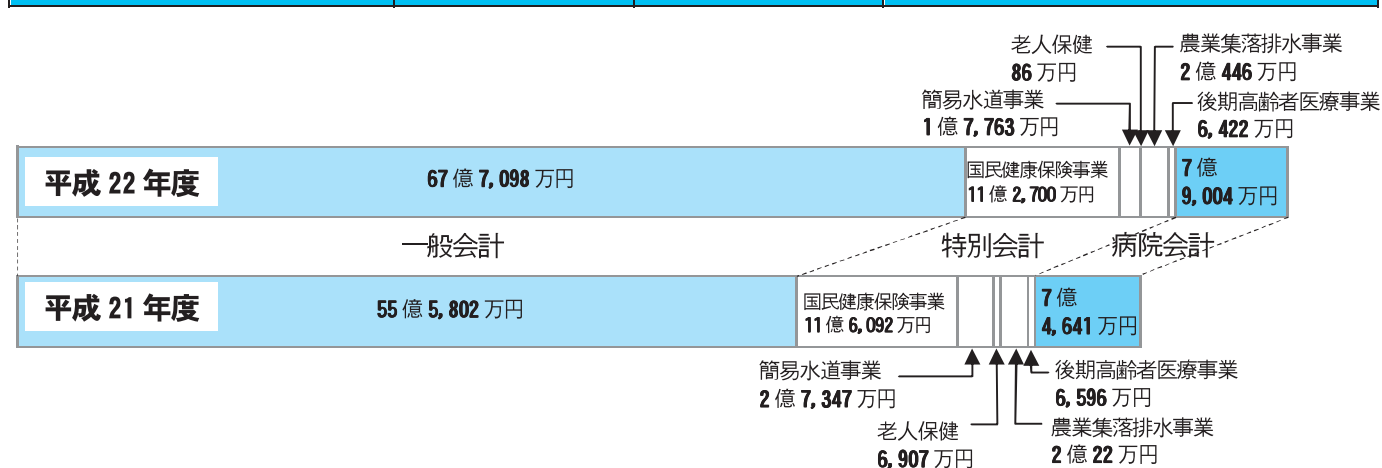 老人保健
86 万円
農業集落排水事業
2 億 446 万円
簡易水道事業
1 億 7,763 万円
後期高齢者医療事業
6,422 万円
平成 22 年度
67 億 7,098 万円
国民健康保険事業
11 億 2,700 万円
7 億
9,004 万円
一般会計
特別会計
病院会計
平成 21 年度
55 億 5,802 万円
国民健康保険事業
11 億 6,092 万円
7 億
4,641 万円
簡易水道事業
2 億 7,347 万円
老人保健
6,907 万円
後期高齢者医療事業
6,596 万円
農業集落排水事業
2 億 22 万円